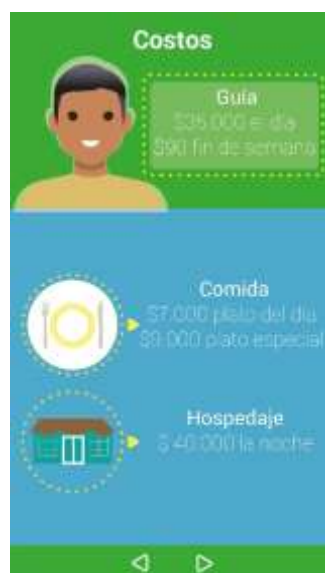 Costos
Guía
$35.000 el día
$90 fin de semana
Comida
$7.000 plato del día
$9.000 plato especial
Hospedaje
$ 40.000 la noche